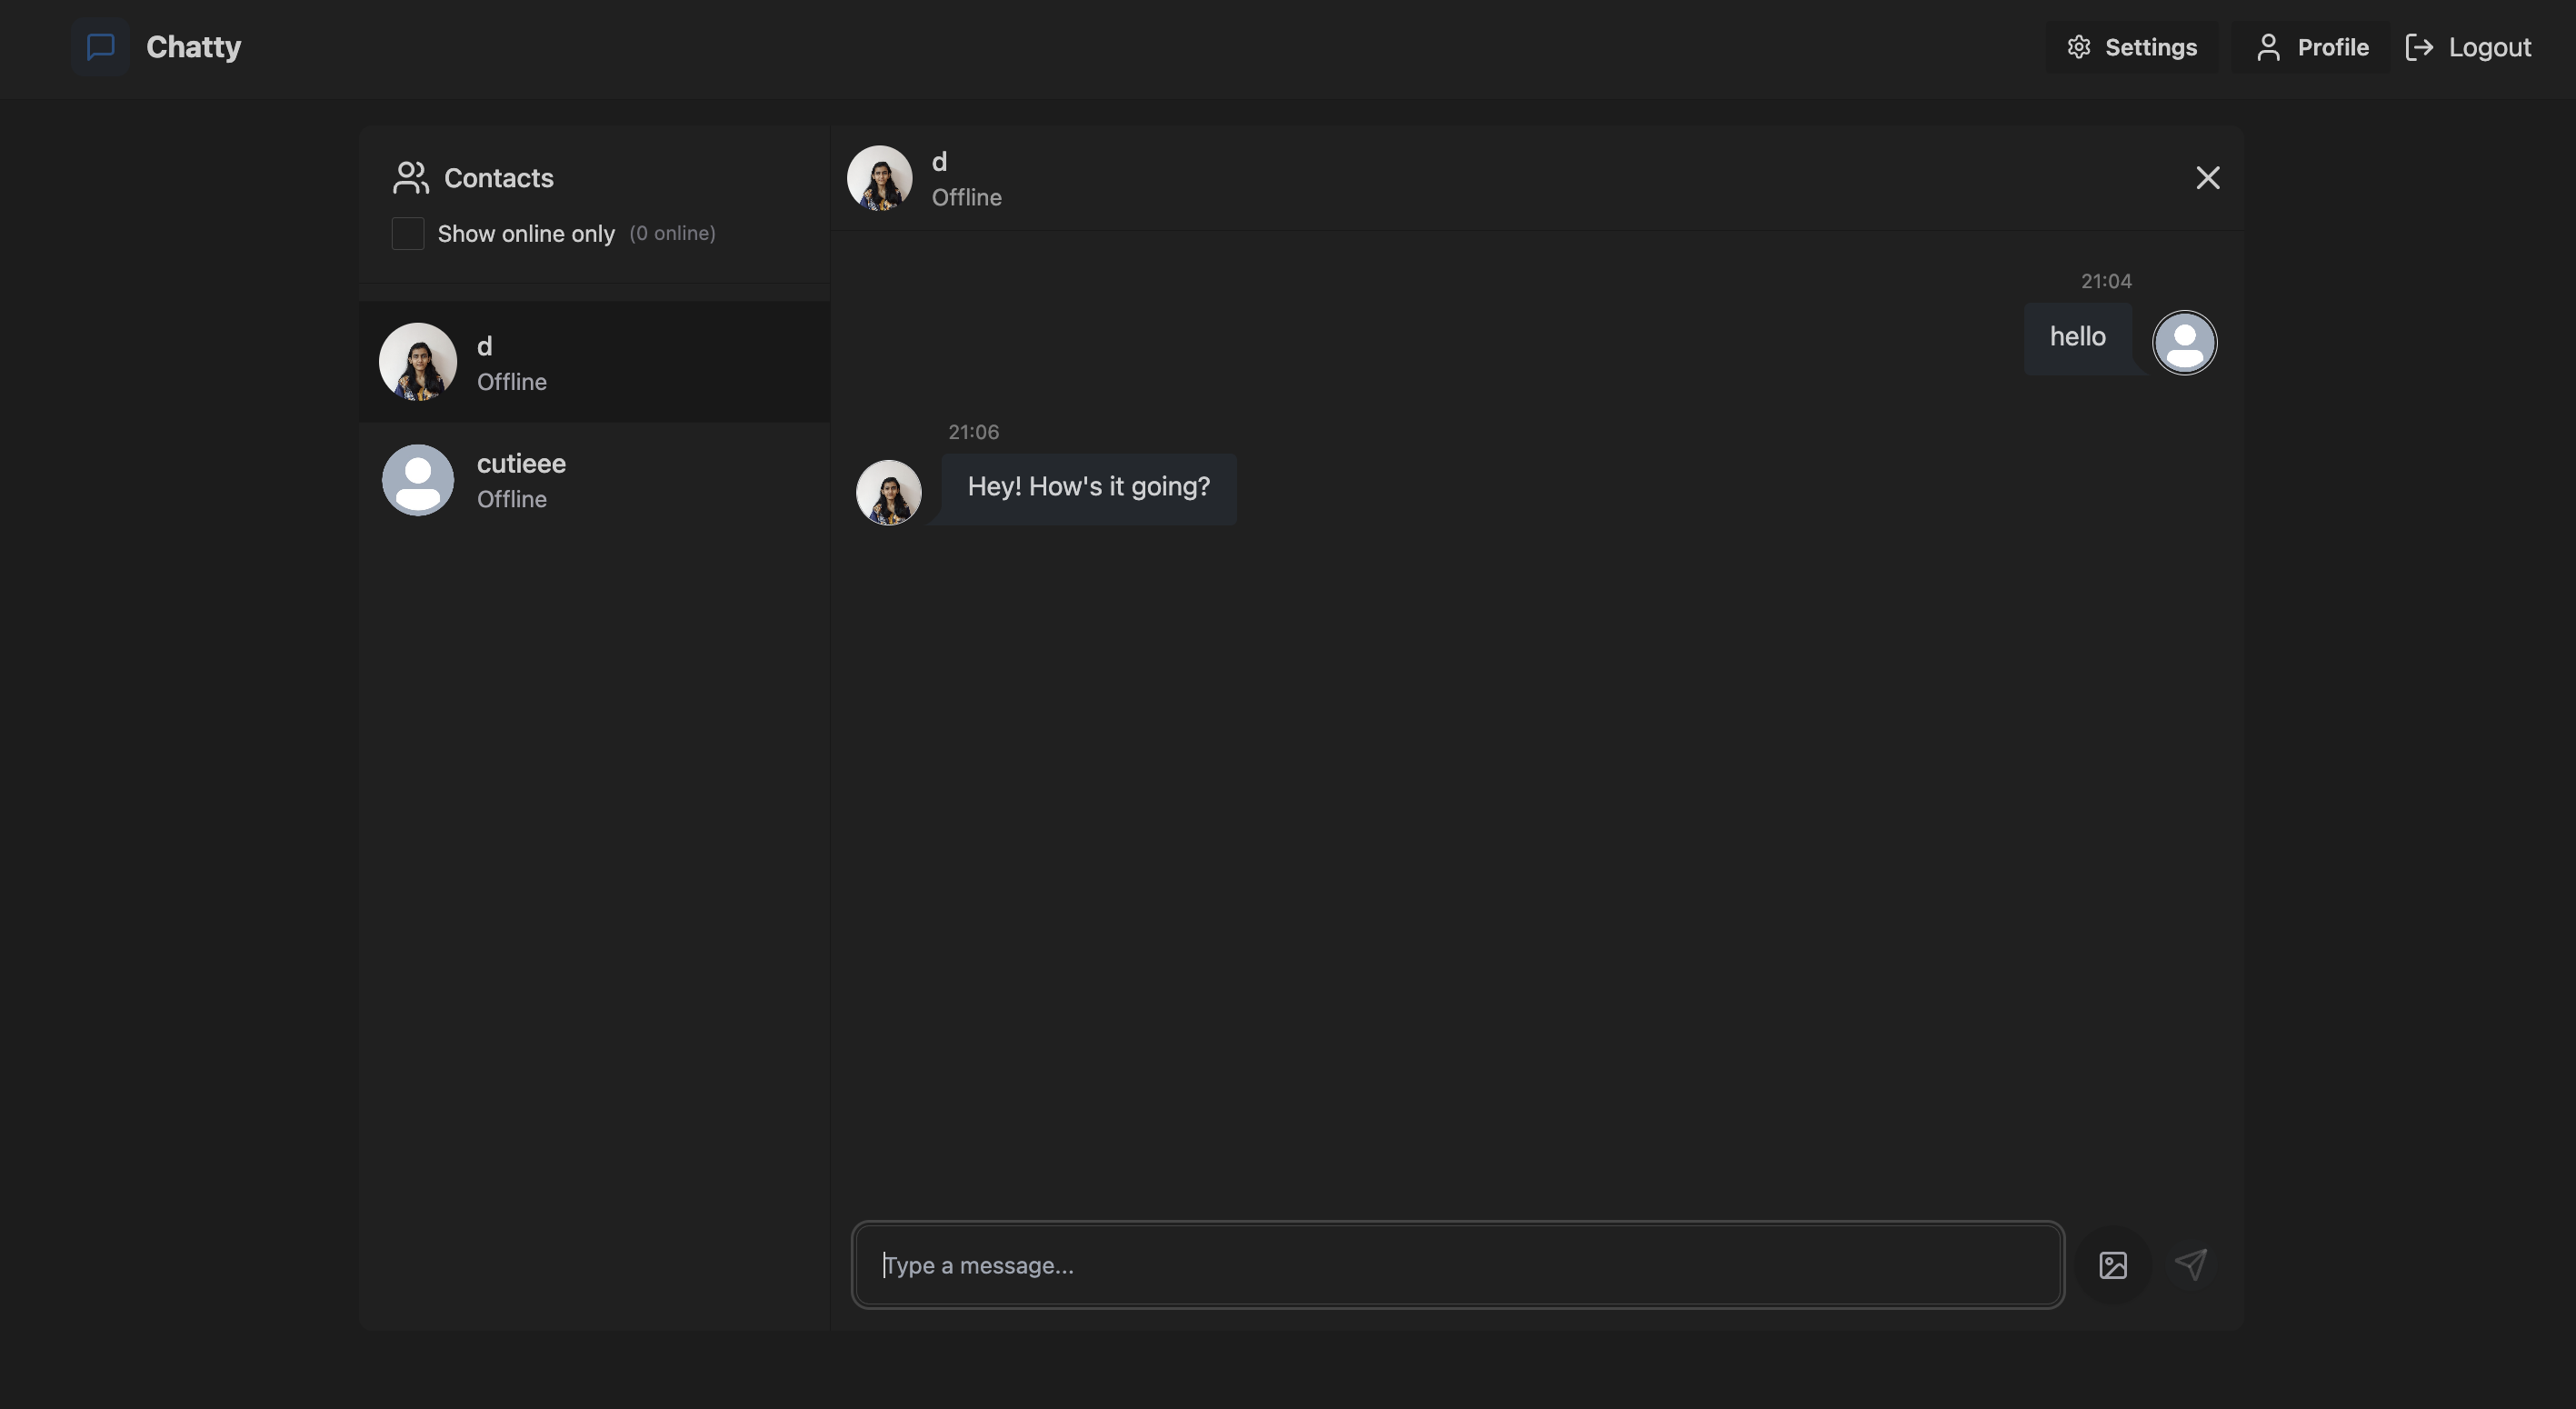 Chatty
Settings
Profile
Logout
Contacts
Show online only (0 online)
d
Offline
cutieee
Offline
d
Offline
21:04
hello
21:06
Hey! How's it going?
Type a message...